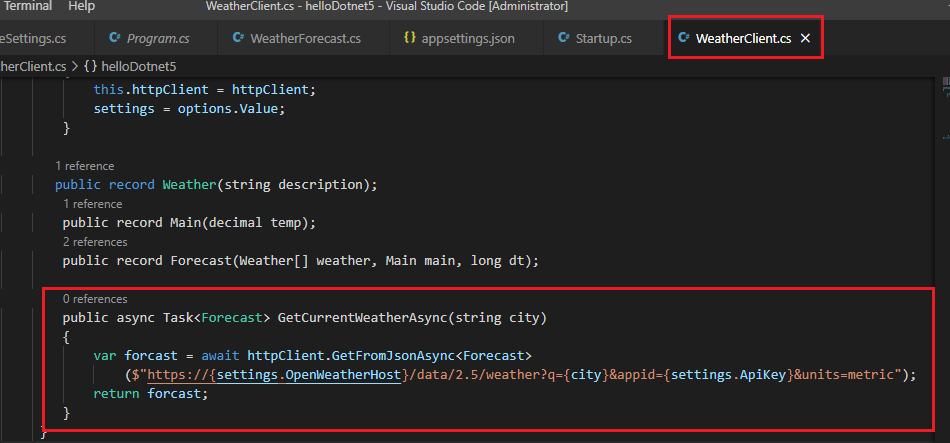 Terminal Help WeatherClient.cs - helloDotnet5 - Visual Studio Code [Administrator]
eSettings.cs Program.cs WeatherForecast.cs {} appsettings.json Startup.cs WeatherClient.cs
herClient.cs > {} helloDotnet5
this.httpClient = httpClient;
settings = options.Value;
}
1 reference
public record Weather(string description);
1 reference
public record Main(decimal temp);
2 references
public record Forecast(Weather[] weather, Main main, long dt);
0 references
public async Task<Forecast> GetCurrentWeatherAsync(string city)
{
var forcast = await httpClient.GetFromJsonAsync<Forecast>
($"https://{settings.OpenWeatherHost}/data/2.5/weather?q={city}&appid={settings.ApiKey}&units=metric");
return forcast;
}
}